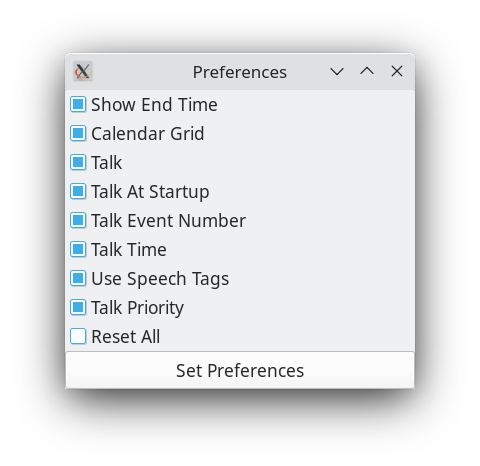 Preferences
Show End Time
Calendar Grid
Talk
Talk At Startup
Talk Event Number
Talk Time
Use Speech Tags
Talk Priority
Reset All
Set Preferences